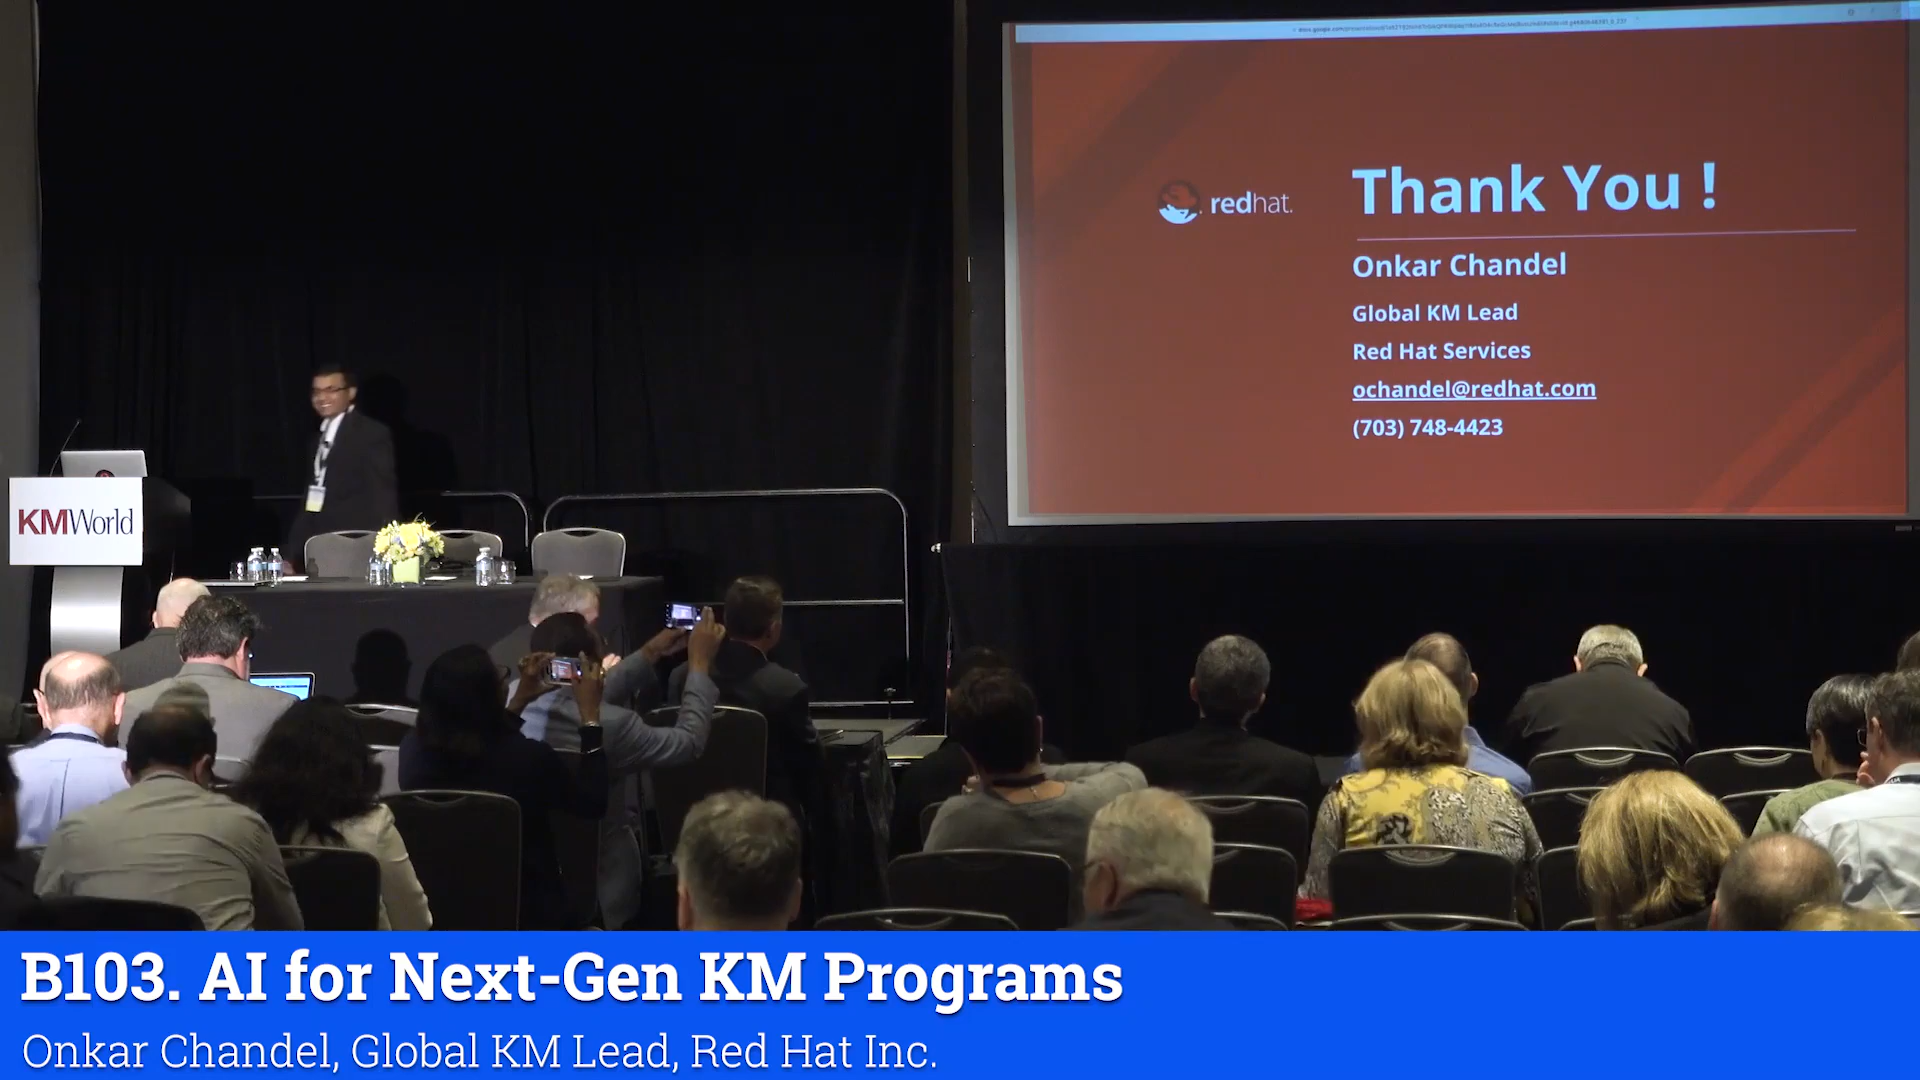 redhat.
Thank You !
Onkar Chandel
Global KM Lead
Red Hat Services
ochandel@redhat.com
(703) 748-4423
KMWorld
B103. AI for Next-Gen KM Programs
Onkar Chandel, Global KM Lead, Red Hat Inc.